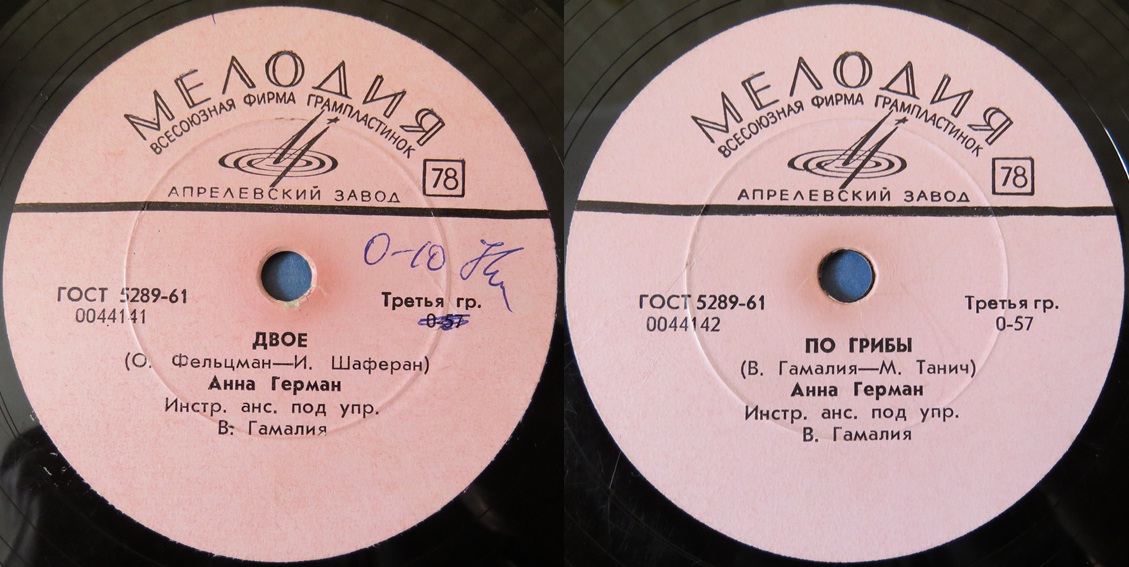 МЕЛОДИЯ
ВСЕСОЮЗНАЯ ФИРМА ГРАМПЛАСТИНОК
78
АПРЕЛЕВСКИЙ ЗАВОД
0-10
ГОСТ 5289-61
0044141
Третья гр.
0-57
ДВОЕ
(О. Фельцман—И. Шаферан)
Анна Герман
Инстр. анс. под упр.
В. Гамалия
МЕЛОДИЯ
ВСЕСОЮЗНАЯ ФИРМА ГРАМПЛАСТИНОК
78
АПРЕЛЕВСКИЙ ЗАВОД
ГОСТ 5289-61
0044142
Третья гр.
0-57
ПО ГРИБЫ
(В. Гамалия—М. Танич)
Анна Герман
Инстр. анс. под упр.
В. Гамалия